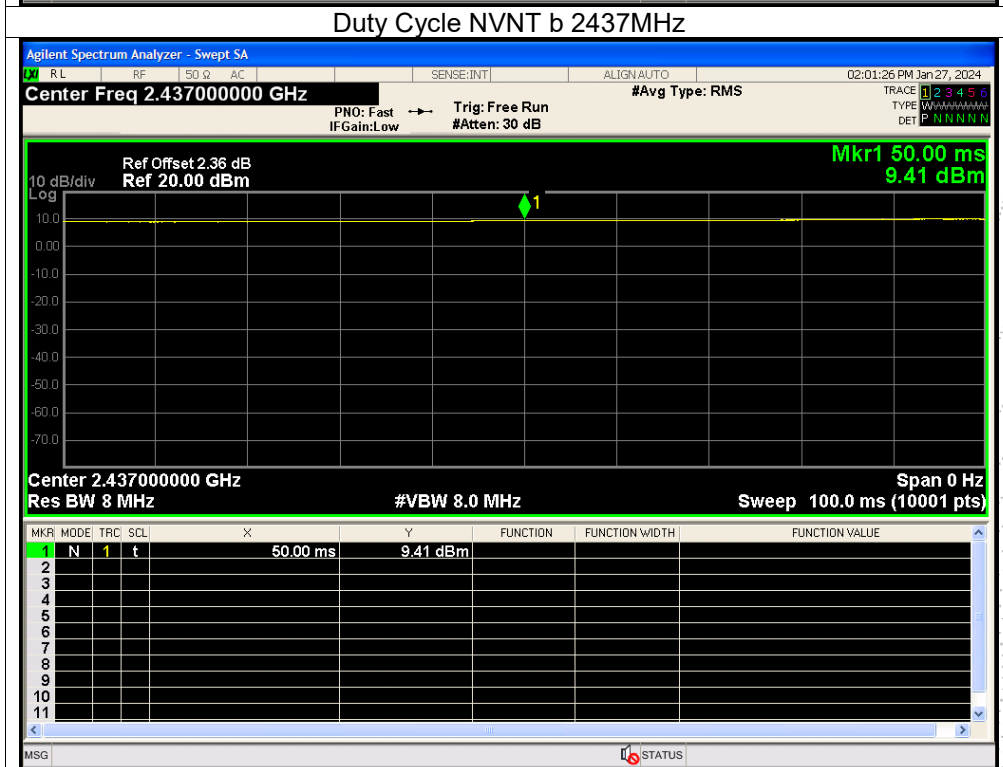 Duty Cycle NVNT b 2437MHz
Agilent Spectrum Analyzer - Swept SA
LXI RL RF 50 Ω AC SENSE:INT ALIGN AUTO 02:01:26 PM Jan 27, 2024
Center Freq 2.437000000 GHz #Avg Type: RMS TRACE 1 2 3 4 5 6
PNO: Fast Trig: Free Run TYPE WWWWWW
IFGain:Low #Atten: 30 dB DET P N N N N N
Mkr1 50.00 ms
Ref Offset 2.36 dB
10 dB/div Ref 20.00 dBm 9.41 dBm
Log
1
10.0
0.00
-10.0
-20.0
-30.0
-40.0
-50.0
-60.0
-70.0
Center 2.437000000 GHz Span 0 Hz
Res BW 8 MHz #VBW 8.0 MHz Sweep 100.0 ms (10001 pts)
MKR MODE TRC SCL X Y FUNCTION FUNCTION WIDTH FUNCTION VALUE
1 N 1 t 50.00 ms 9.41 dBm
2
3
4
5
6
7
8
9
10
11
MSG STATUS